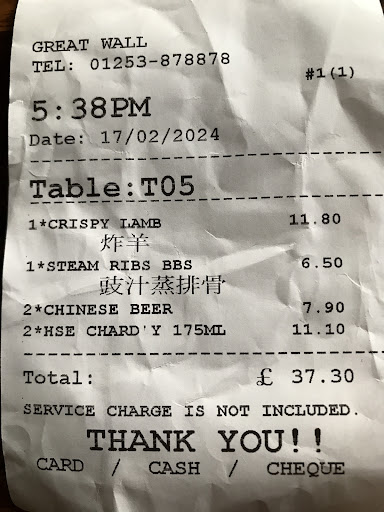 GREAT WALL
TEL: 01253-878878
#1(1)
5:38PM
Date: 17/02/2024
Table:T05
1*CRISPY LAMB 11.80
炸羊
1*STEAM RIBS BBS 6.50
豉汁蒸排骨
2*CHINESE BEER 7.90
2*HSE CHARD'Y 175ML 11.10
Total: £ 37.30
SERVICE CHARGE IS NOT INCLUDED.
THANK YOU!!
CARD / CASH / CHEQUE